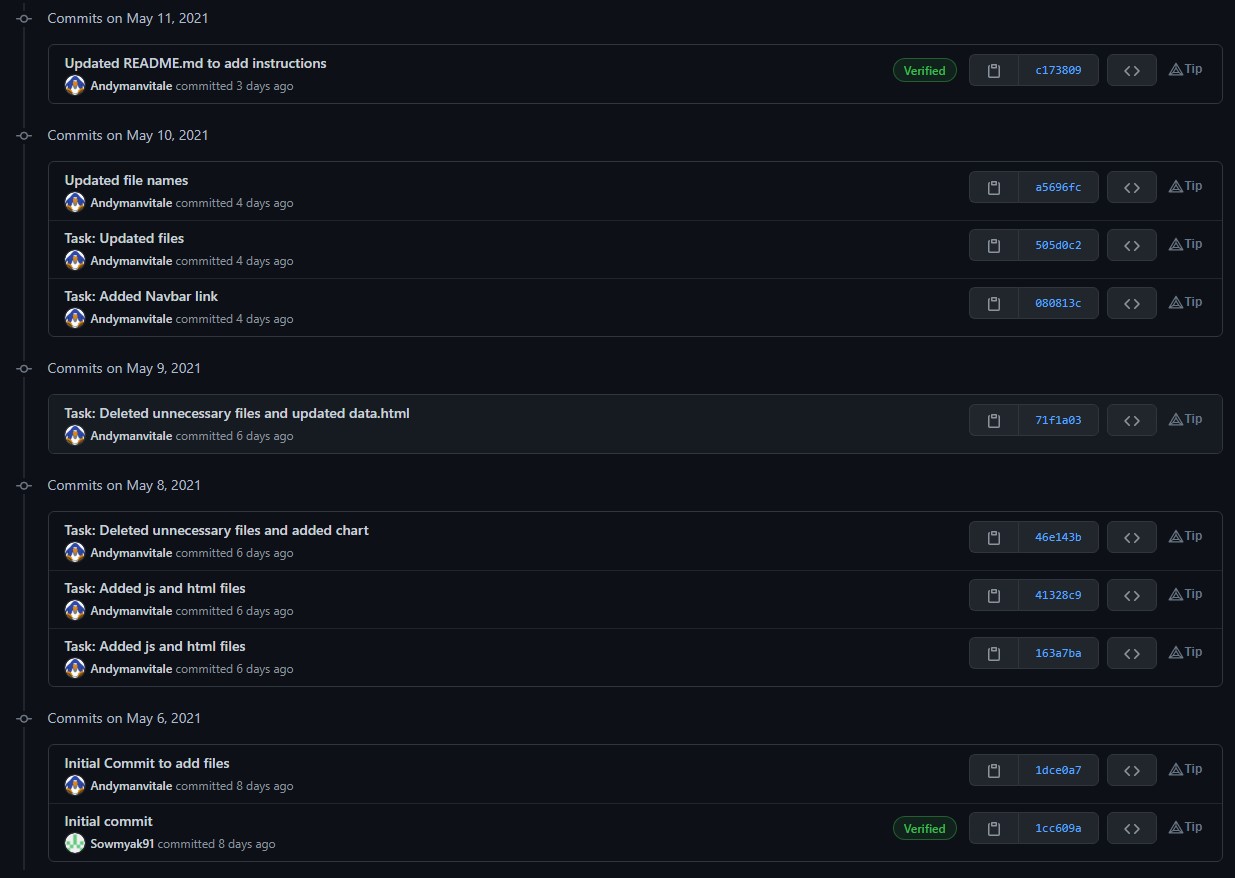 Commits on May 11, 2021
Updated README.md to add instructions
Andymanvitale committed 3 days ago
Verified
c173809
Tip
Commits on May 10, 2021
Updated file names
Andymanvitale committed 4 days ago
a5696fc
Tip
Task: Updated files
Andymanvitale committed 4 days ago
505d0c2
Tip
Task: Added Navbar link
Andymanvitale committed 4 days ago
080813c
Tip
Commits on May 9, 2021
Task: Deleted unnecessary files and updated data.html
Andymanvitale committed 6 days ago
71f1a03
Tip
Commits on May 8, 2021
Task: Deleted unnecessary files and added chart
Andymanvitale committed 6 days ago
46e143b
Tip
Task: Added js and html files
Andymanvitale committed 6 days ago
41328c9
Tip
Task: Added js and html files
Andymanvitale committed 6 days ago
163a7ba
Tip
Commits on May 6, 2021
Initial Commit to add files
Andymanvitale committed 8 days ago
1dce0a7
Tip
Initial commit
Sowmyak91 committed 8 days ago
Verified
1cc609a
Tip